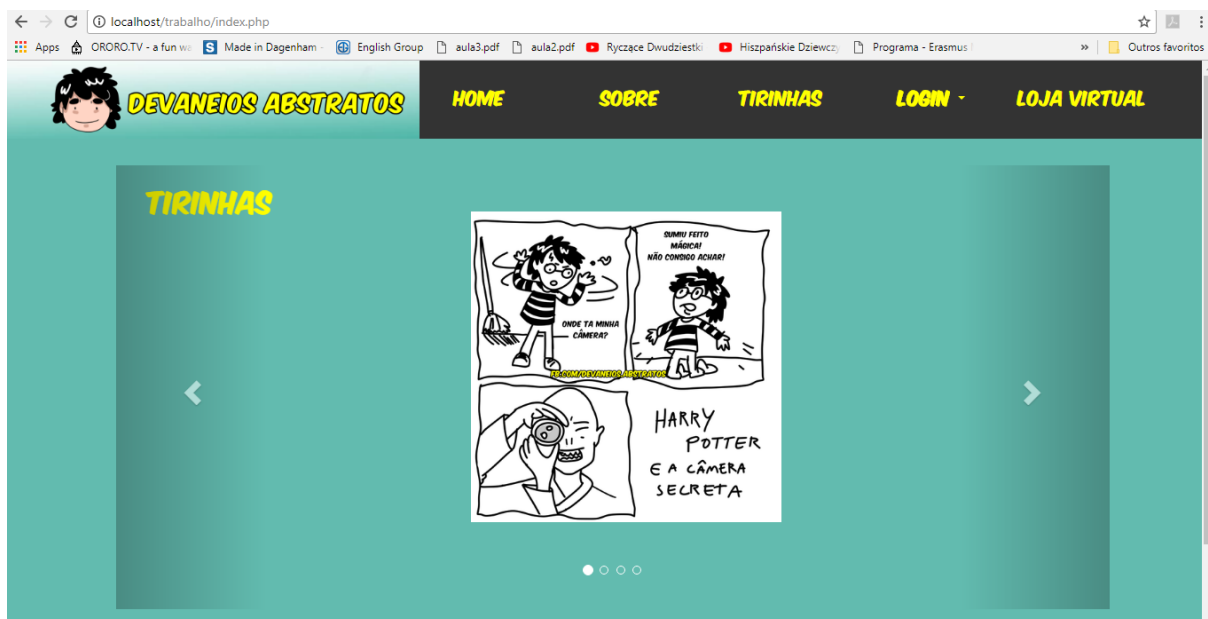 localhost/trabalho/index.php
Apps
ORORO.TV - a fun wa
Made in Dagenham -
English Group
aula3.pdf
aula2.pdf
Ryczące Dwudziestki
Hiszpańskie Dziewczy
Programa - Erasmus
»
Outros favoritos
DEVANEIOS ABSTRATOS
HOME
SOBRE
TIRINHAS
LOGIN
LOJA VIRTUAL
TIRINHAS
ONDE TA MINHA
CÂMERA?
SUMIU FEITO
MÁGICA!
NÃO CONSIGO ACHAR!
FB.COM/DEVANEIOS ABSTRATOS
HARRY
POTTER
E A CÂMERA
SECRETA